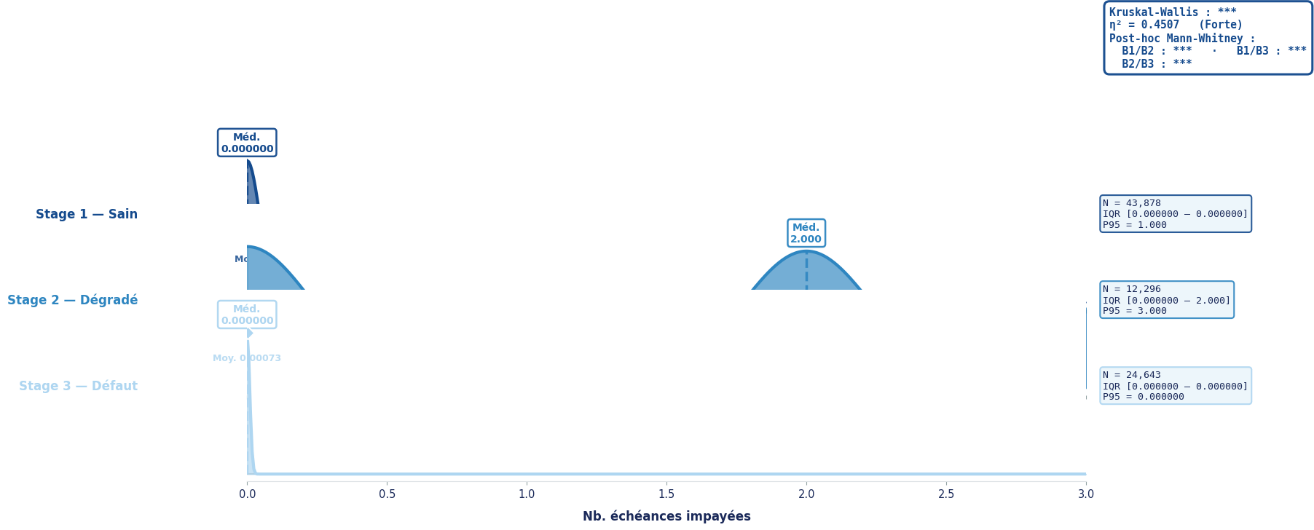 Kruskal-Wallis : ***
η² = 0.4507 (Forte)
Post-hoc Mann-Whitney :
B1/B2 : *** · B1/B3 : ***
B2/B3 : ***
Méd.
0.000000
Stage 1 — Sain
N = 43,878
IQR [0.000000 – 0.000000]
P95 = 1.000
Méd.
2.000
Stage 2 — Dégradé
N = 12,296
IQR [0.000000 – 2.000]
P95 = 3.000
Méd.
0.000000
Moy. 0.00073
Stage 3 — Défaut
N = 24,643
IQR [0.000000 – 0.000000]
P95 = 0.000000
0.0 0.5 1.0 1.5 2.0 2.5 3.0
Nb. échéances impayées